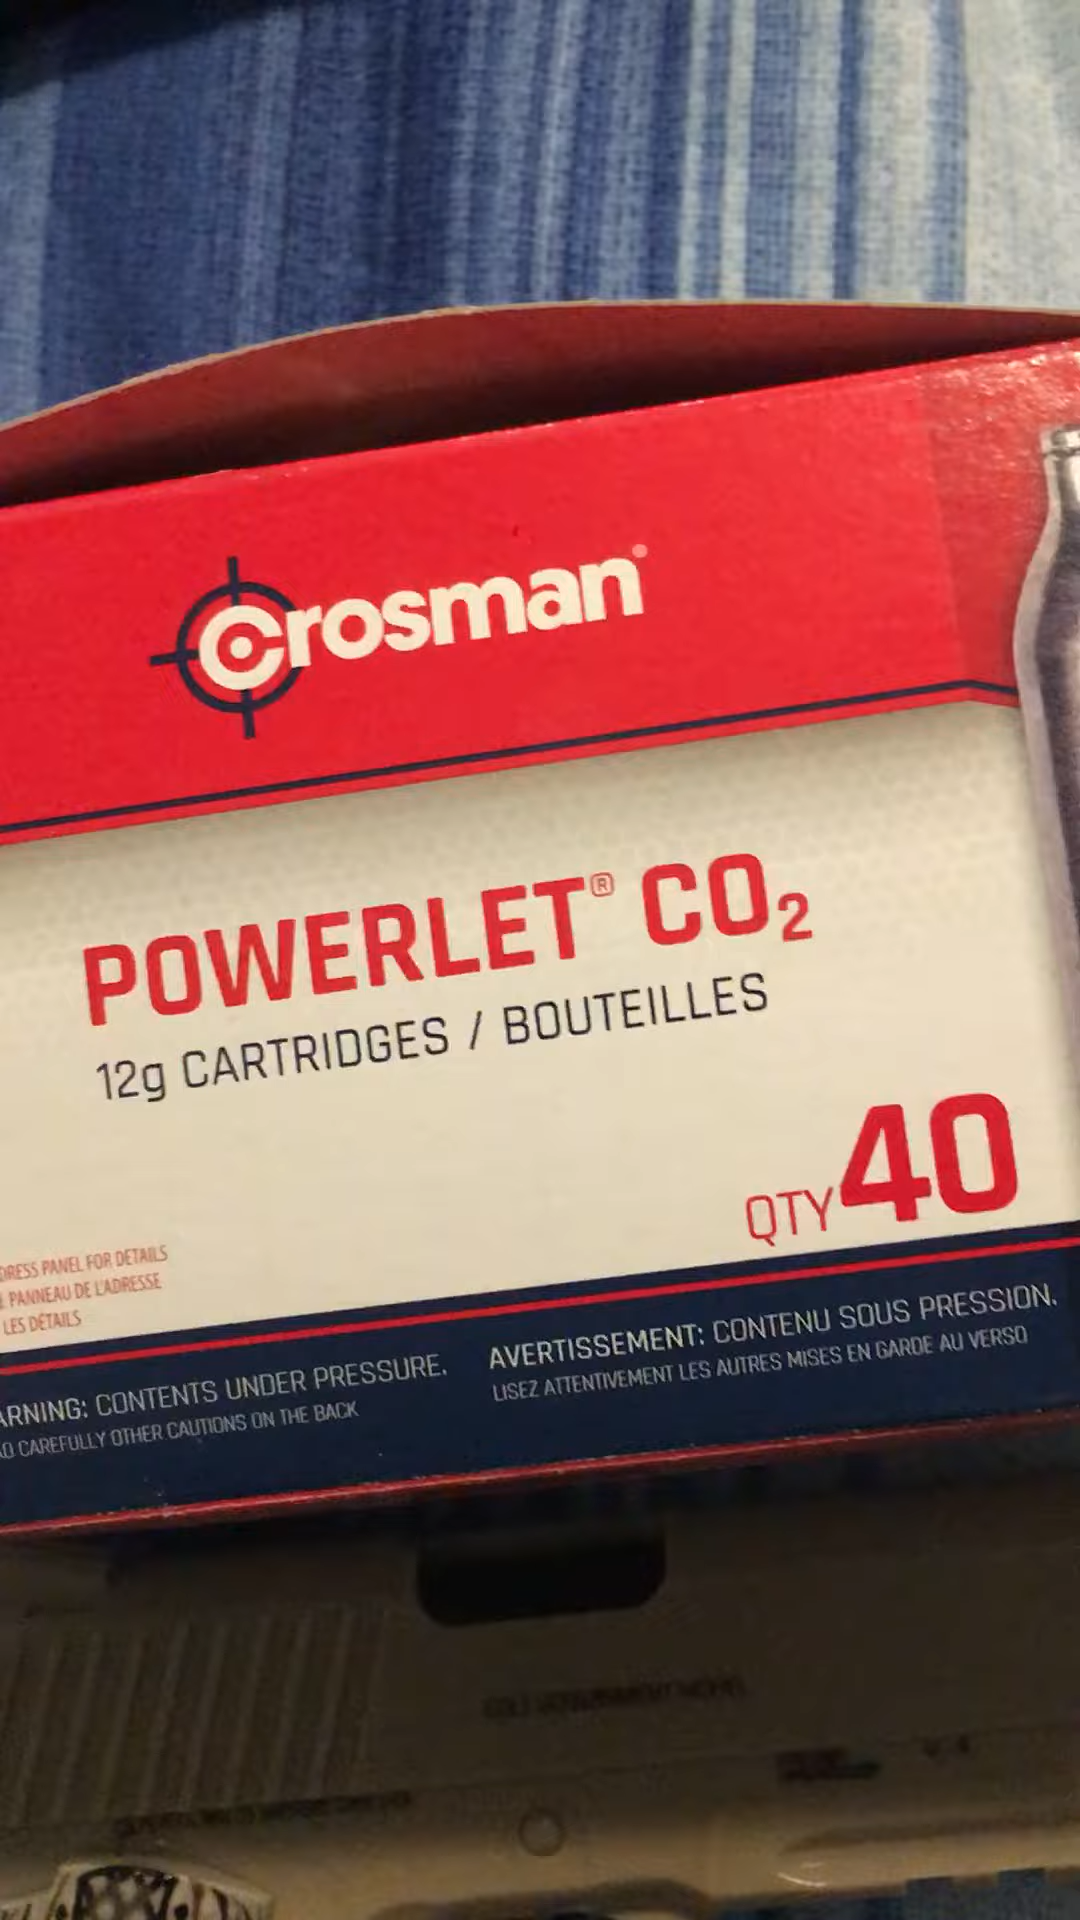 Crosman
POWERLET® CO₂
12g CARTRIDGES / BOUTEILLES
QTY 40
PANEL FOR DETAILS
PANNEAU DE L'ADRESSE
LES DÉTAILS
CONTENTS UNDER PRESSURE.
CAREFULLY OTHER CAUTIONS ON THE BACK
AVERTISSEMENT: CONTENU SOUS PRESSION.
LISEZ ATTENTIVEMENT LES AUTRES MISES EN GARDE AU VERSO